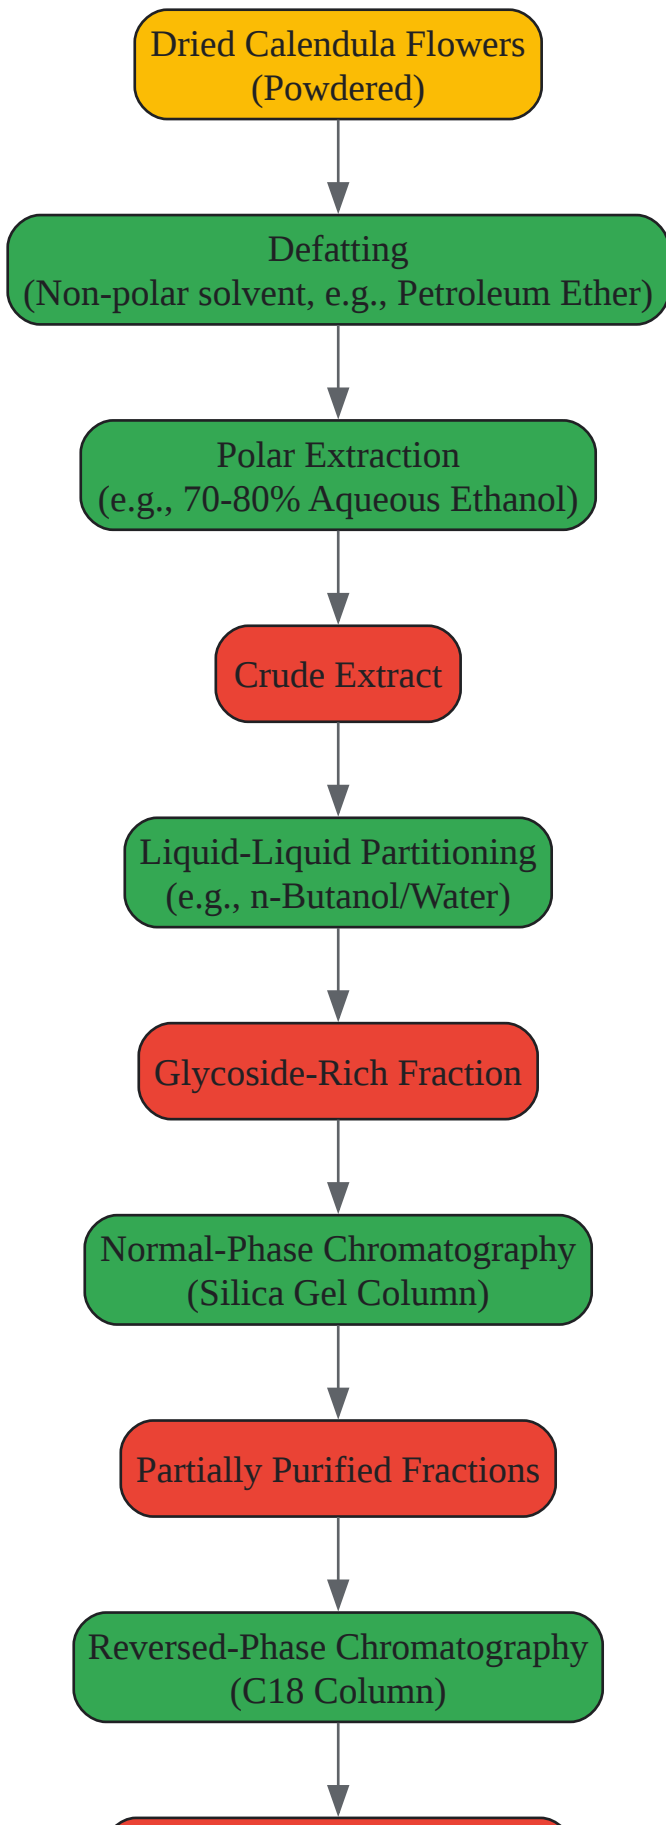 Dried Calendula Flowers
(Powdered)
Defatting
(Non-polar solvent, e.g., Petroleum Ether)
Polar Extraction
(e.g., 70-80% Aqueous Ethanol)
Crude Extract
Liquid-Liquid Partitioning
(e.g., n-Butanol/Water)
Glycoside-Rich Fraction
Normal-Phase Chromatography
(Silica Gel Column)
Partially Purified Fractions
Reversed-Phase Chromatography
(C18 Column)